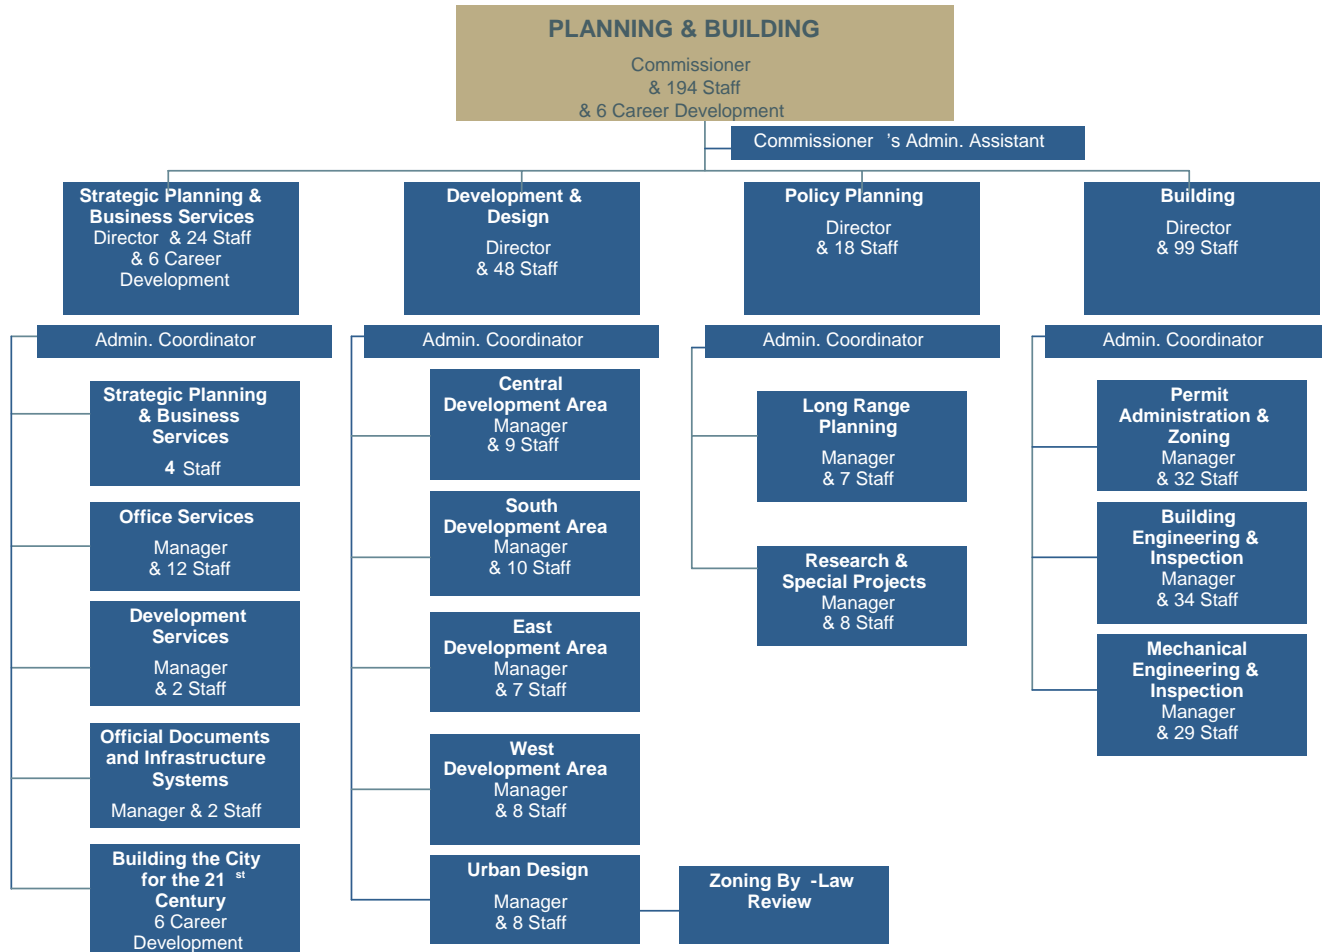 PLANNING & BUILDING
Commissioner
& 194 Staff
& 6 Career Development
Commissioner 's Admin. Assistant
Strategic Planning &
Business Services
Director & 24 Staff
& 6 Career
Development
Admin. Coordinator
Strategic Planning
& Business
Services
4 Staff
Office Services
Manager
& 12 Staff
Development
Services
Manager
& 2 Staff
Official Documents
and Infrastructure
Systems
Manager & 2 Staff
Building the City
for the 21 st
Century
6 Career
Development
Development &
Design
Director
& 48 Staff
Admin. Coordinator
Central
Development Area
Manager
& 9 Staff
South
Development Area
Manager
& 10 Staff
East
Development Area
Manager
& 7 Staff
West
Development Area
Manager
& 8 Staff
Urban Design
Manager
& 8 Staff
Zoning By -Law
Review
Policy Planning
Director
& 18 Staff
Admin. Coordinator
Long Range
Planning
Manager
& 7 Staff
Research &
Special Projects
Manager
& 8 Staff
Building
Director
& 99 Staff
Admin. Coordinator
Permit
Administration &
Zoning
Manager
& 32 Staff
Building
Engineering &
Inspection
Manager
& 34 Staff
Mechanical
Engineering &
Inspection
Manager
& 29 Staff